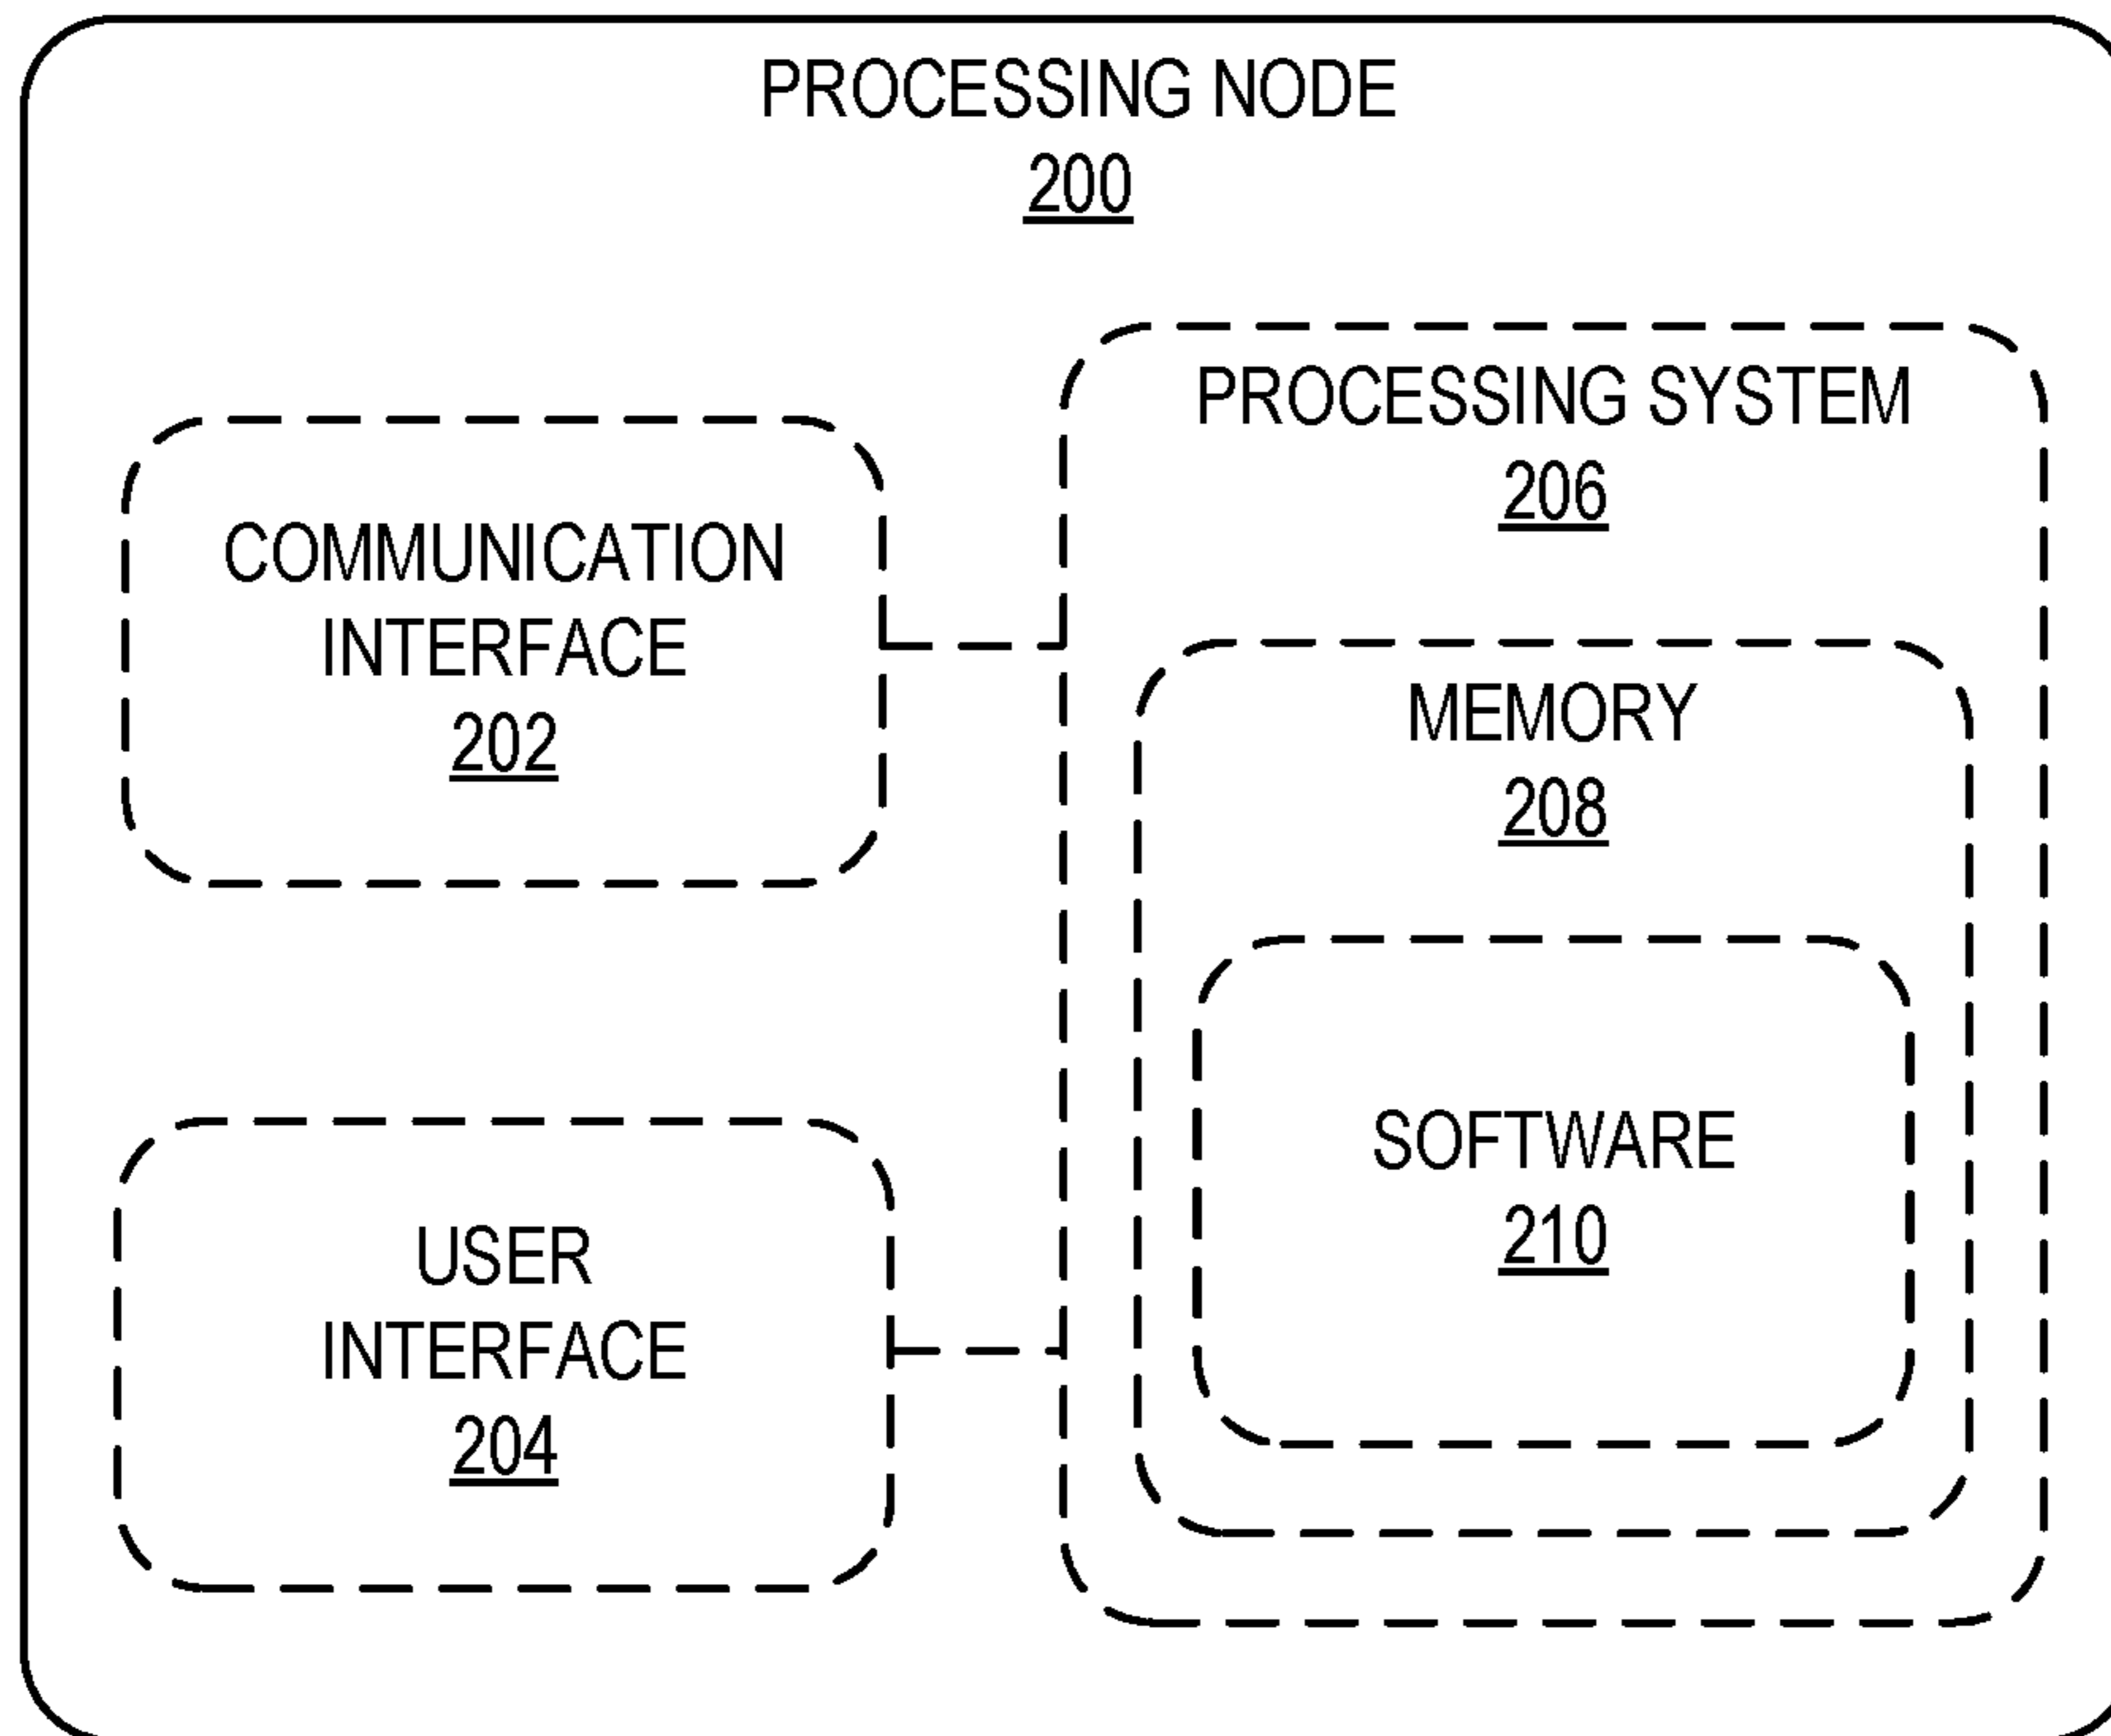 PROCESSING NODE
200
COMMUNICATION
INTERFACE
202
USER
INTERFACE
204
PROCESSING SYSTEM
206
MEMORY
208
SOFTWARE
210